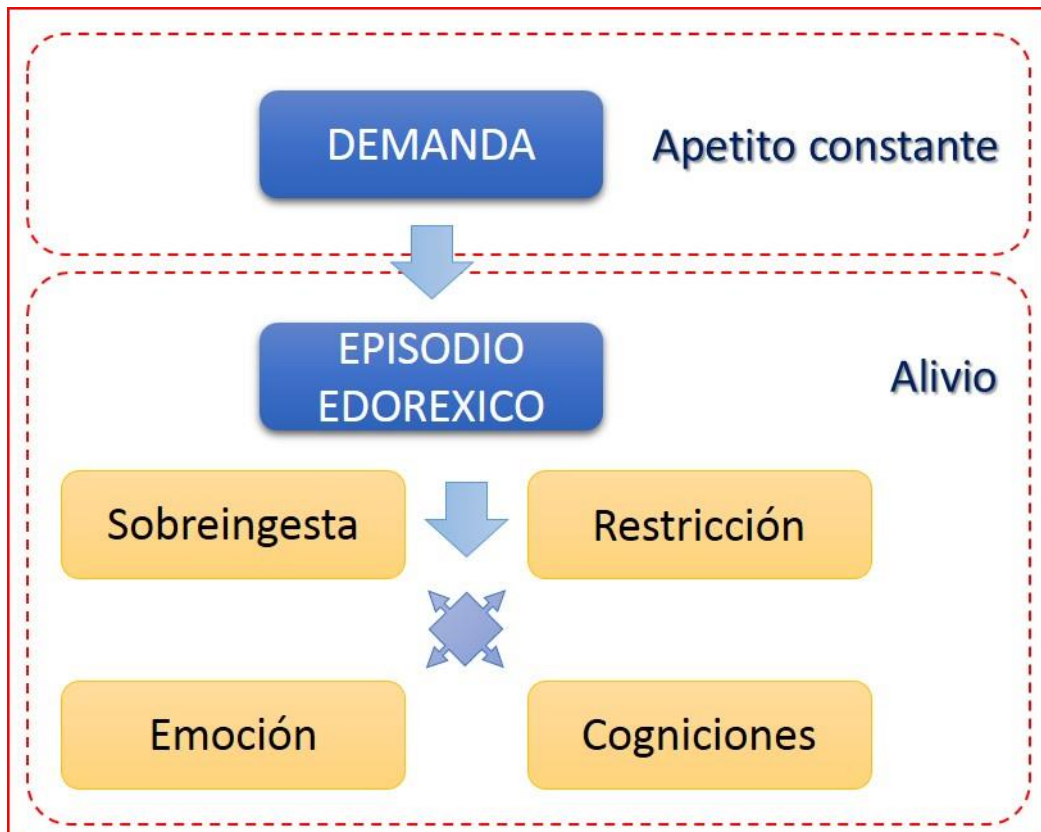 DEMANDA
Apetito constante
EPISODIO
EDOREXICO
Alivio
Sobreingesta
Restricción
Emoción
Cogniciones